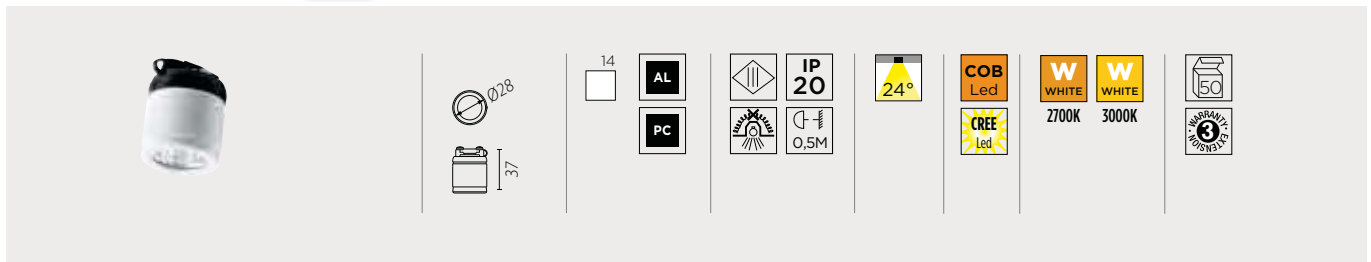 Ø28
37
14
AL
PC
IP
20
0,5M
24°
COB
Led
CREE
Led
W
WHITE
2700K
W
WHITE
3000K
50
WARRANTY
3
EXTENSION